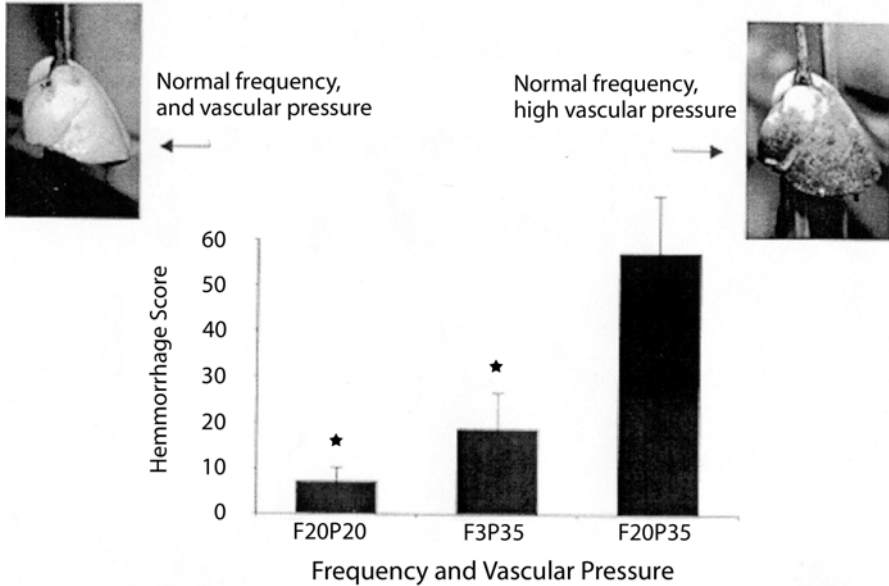 Normal frequency,
and vascular pressure
Normal frequency,
high vascular pressure
Hemmorrhage Score
60
50
40
30
20
10
0
F20P20
F3P35
F20P35
Frequency and Vascular Pressure